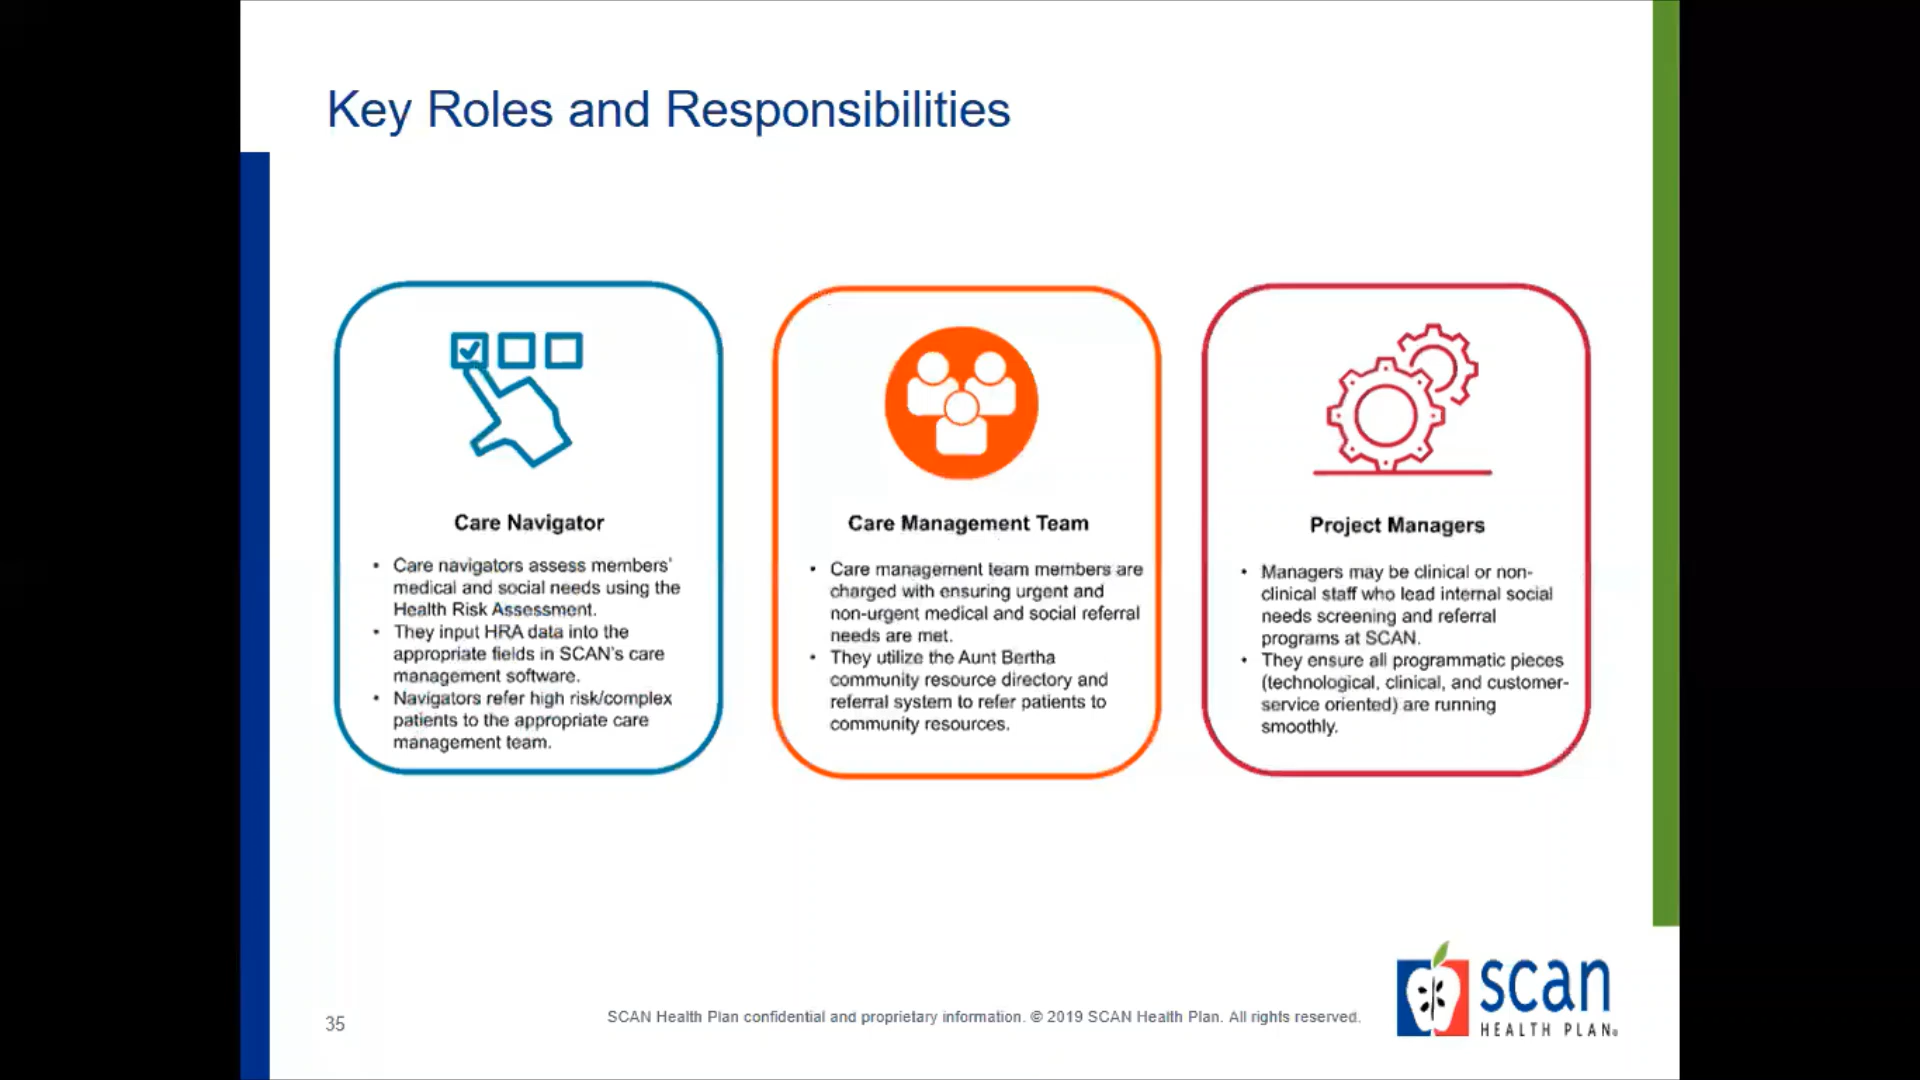 Key Roles and Responsibilities
Care Navigator
• Care navigators assess members'
medical and social needs using the
Health Risk Assessment.
• They input HRA data into the
appropriate fields in SCAN's care
management software.
• Navigators refer high risk/complex
patients to the appropriate care
management team.
Care Management Team
• Care management team members are
charged with ensuring urgent and
non-urgent medical and social referral
needs are met.
• They utilize the Aunt Bertha
community resource directory and
referral system to refer patients to
community resources.
Project Managers
• Managers may be clinical or non-
clinical staff who lead internal social
needs screening and referral
programs at SCAN.
• They ensure all programmatic pieces
(technological, clinical, and customer-
service oriented) are running
smoothly.
35
SCAN Health Plan confidential and proprietary information. © 2019 SCAN Health Plan. All rights reserved.
scan
HEALTH PLAN®